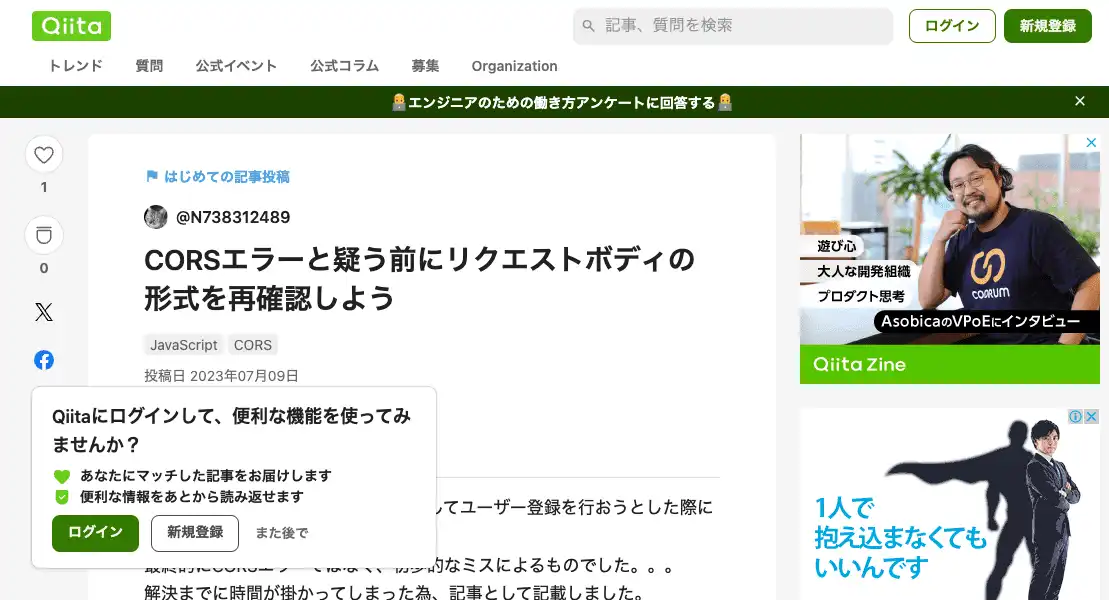 Qiita
記事、質問を検索
ログイン
新規登録
トレンド 質問 公式イベント 公式コラム 募集 Organization
エンジニアのための働き方アンケートに回答する
はじめての記事投稿
@N738312489
CORSエラーと疑う前にリクエストボディの
形式を再確認しよう
JavaScript CORS
投稿日 2023年07月09日
1
0
Qiitaにログインして、便利な機能を使ってみ
ませんか？
あなたにマッチした記事をお届けします
便利な情報をあとから読み返せます
ログイン 新規登録 また後で
してユーザー登録を行おうとした際に
最終的にCORSエラーではなく、初歩的なミスによるものでした。。。
解決までに時間が掛かってしまった為、記事として記載しました。
遊び心
大人な開発組織
プロダクト思考
AsobicaのVPoEにインタビュー
Qiita Zine
1人で
抱え込まなくても
いいんです